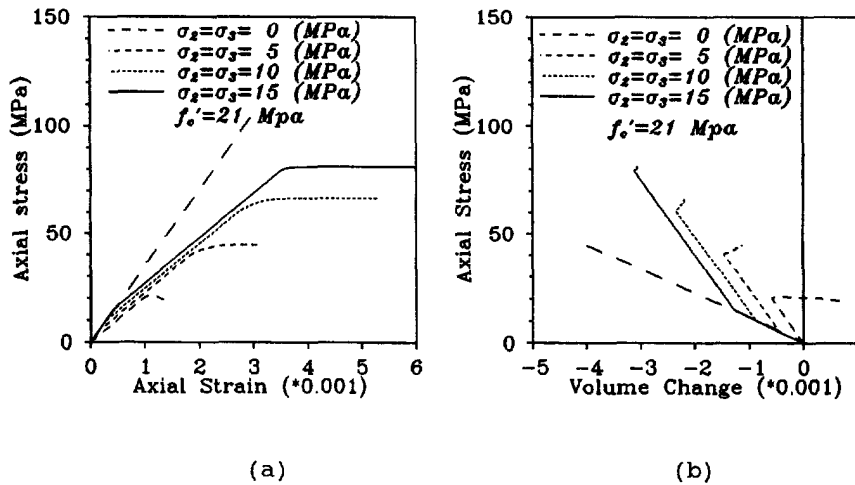 150
100
50
0
Axial stress (MPa)
σ₂=σ₃= 0 (MPa)
σ₂=σ₃= 5 (MPa)
σ₂=σ₃=10 (MPa)
σ₂=σ₃=15 (MPa)
fₒ'=21 Mpa
0 1 2 3 4 5 6
Axial Strain (*0.001)
(a)
150
100
50
0
Axial Stress (MPa)
σ₂=σ₃= 0 (MPa)
σ₂=σ₃= 5 (MPa)
σ₂=σ₃=10 (MPa)
σ₂=σ₃=15 (MPa)
fₒ'=21 MPa
-5 -4 -3 -2 -1 0
Volume Change (*0.001)
(b)